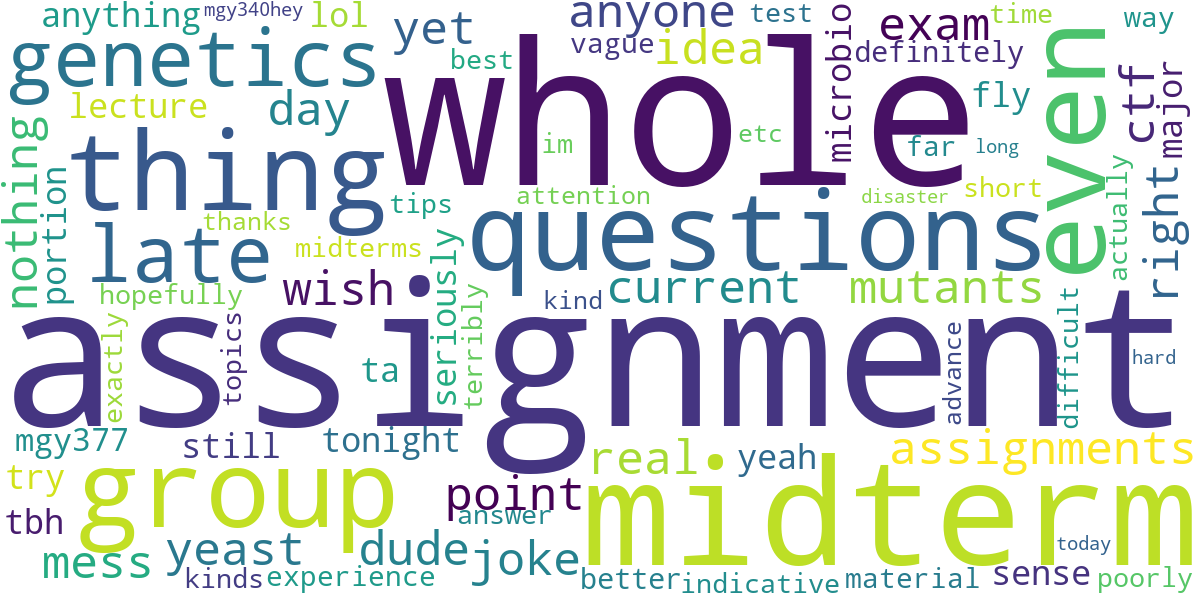 anything mgy340hey lol
yet
anyone test
microbio
exam time way
genetics
best
vague idea
definitely
whole
even
ctf
major
fly
lecture day
thing
im etc
far long
nothing
portion
late
thanks
tips
attention
disaster short
actually
right
questions
midterms
seriously
terribly
hopefully wish
kind current mutants
exactly
topics
assignment
ta
advance
difficult
hard
mgy377 still tonight
real yeah assignments
try group
point
midterm
tbh
answer
mess yeast dude joke
today
kinds experience
better indicative material sense poorly